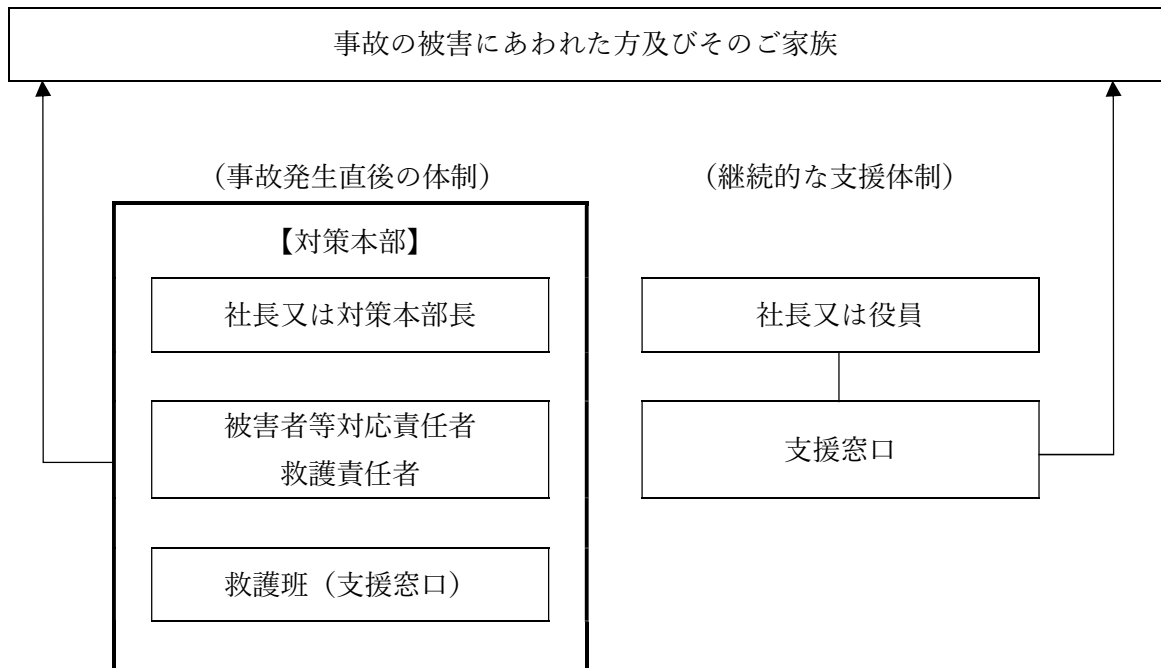 事故の被害にあわれた方及びそのご家族
（事故発生直後の体制）
【対策本部】
社長又は対策本部長
被害者等対応責任者
救護責任者
救護班（支援窓口）
（継続的な支援体制）
社長又は役員
支援窓口